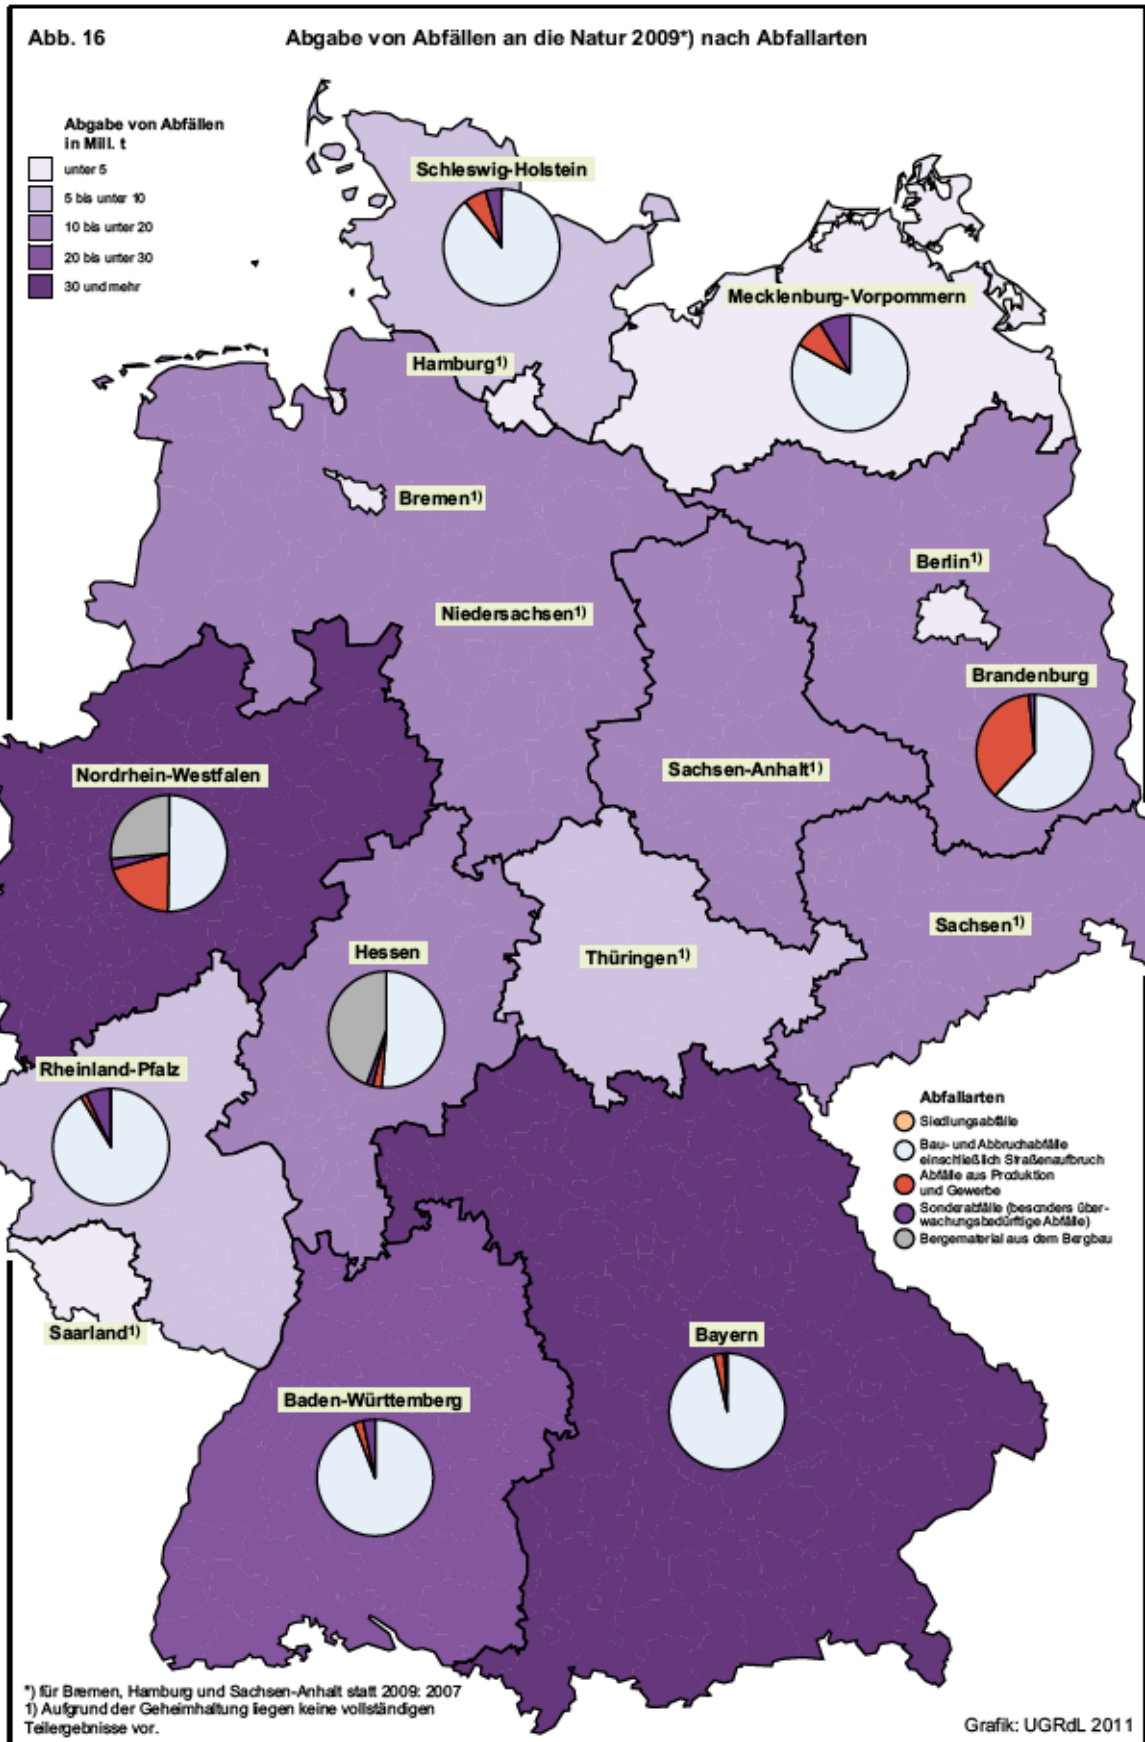 Abb. 16
Abgabe von Abfällen an die Natur 2009*) nach Abfallarten
Abgabe von Abfällen
in Mill. t
unter 5
5 bis unter 10
10 bis unter 20
20 bis unter 30
30 und mehr
Schleswig-Holstein
Mecklenburg-Vorpommern
Hamburg1)
Bremen1)
Berlin1)
Niedersachsen1)
Brandenburg
Nordrhein-Westfalen
Sachsen-Anhalt1)
Sachsen1)
Hessen
Thüringen1)
Rheinland-Pfalz
Abfallarten
Siedlungsabfälle
Bau- und Abbruchabfälle
einschließlich Straßenaufbruch
Abfälle aus Produktion
und Gewerbe
Sonderabfälle (besonders über-
wachungsbedürftige Abfälle)
Bergematerial aus dem Bergbau
Saarland1)
Bayern
Baden-Württemberg
*) für Bremen, Hamburg und Sachsen-Anhalt statt 2009: 2007
1) Aufgrund der Geheimhaltung liegen keine vollständigen
Teilergebnisse vor.
Grafik: UGRdL 2011